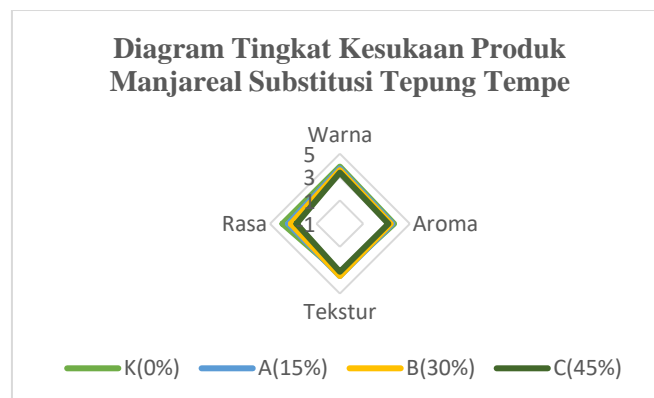 Diagram Tingkat Kesukaan Produk
Manjareal Substitusi Tepung Tempe
Warna
5
3
1
1
Rasa
Aroma
Tekstur
K(0%) A(15%) B(30%) C(45%)